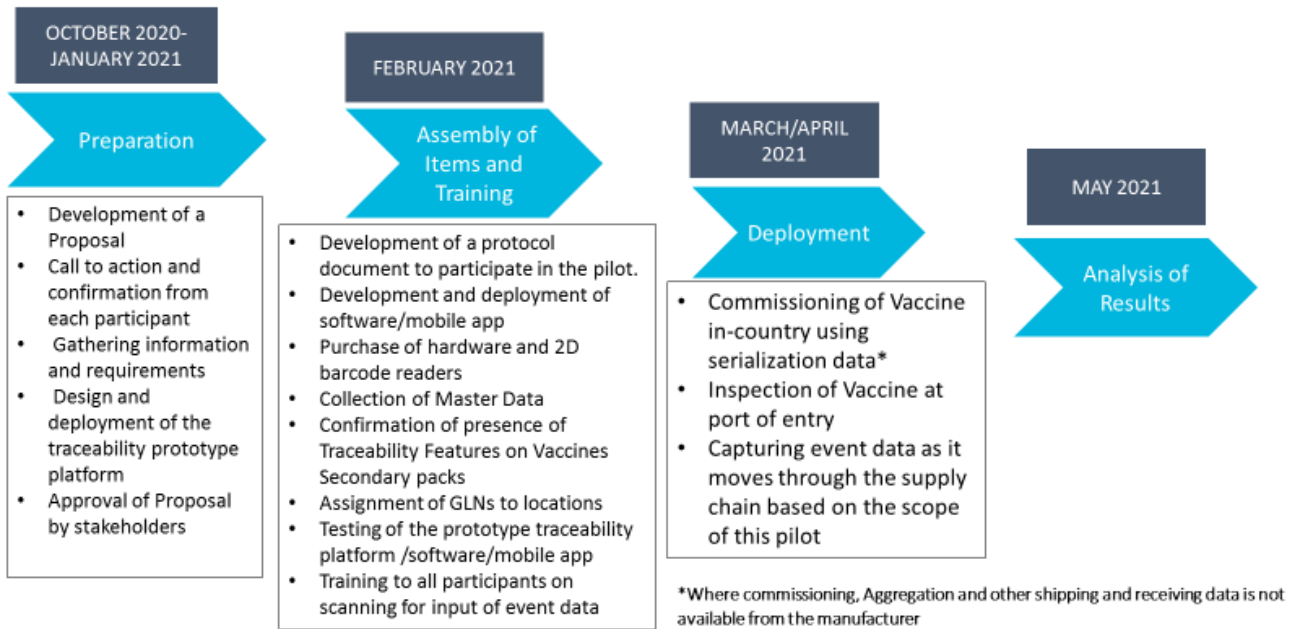 OCTOBER 2020-
JANUARY 2021
Preparation
• Development of a
Proposal
• Call to action and
confirmation from
each participant
• Gathering information
and requirements
• Design and
deployment of the
traceability prototype
platform
• Approval of Proposal
by stakeholders
FEBRUARY 2021
Assembly of
Items and
Training
• Development of a protocol
document to participate in the pilot.
• Development and deployment of
software/mobile app
• Purchase of hardware and 2D
barcode readers
• Collection of Master Data
• Confirmation of presence of
Traceability Features on Vaccines
Secondary packs
• Assignment of GLNs to locations
• Testing of the prototype traceability
platform /software/mobile app
• Training to all participants on
scanning for input of event data
MARCH/APRIL
2021
Deployment
• Commissioning of Vaccine
in-country using
serialization data*
• Inspection of Vaccine at
port of entry
• Capturing event data as it
moves through the supply
chain based on the scope
of this pilot
MAY 2021
Analysis of
Results
*Where commissioning, Aggregation and other shipping and receiving data is not
available from the manufacturer